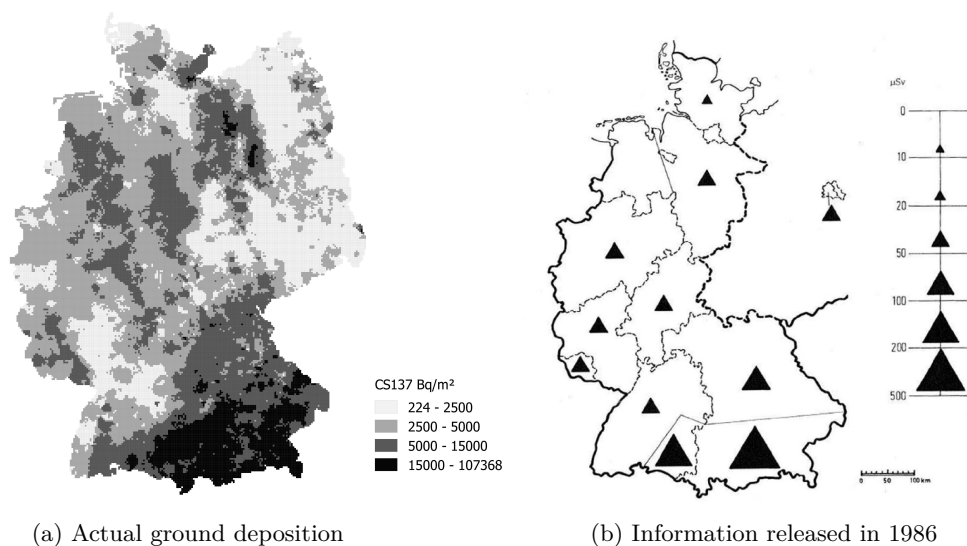 CS137 Bq/m²
224 - 2500
2500 - 5000
5000 - 15000
15000 - 107368
(a) Actual ground deposition
µSv
0
10
20
50
100
200
500
0 50 100 km
(b) Information released in 1986